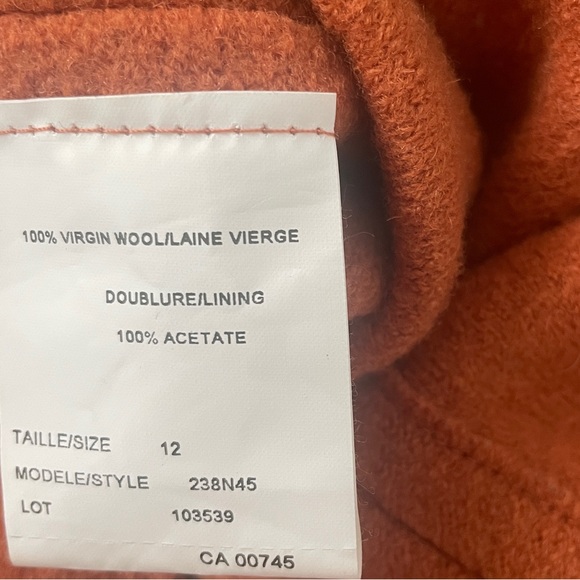 100% VIRGIN WOOL/LAINE VIERGE
DOUBLURE/LINING
100% ACETATE
TAILLE/SIZE 12
MODELE/STYLE 238N45
LOT 103539
CA 00745